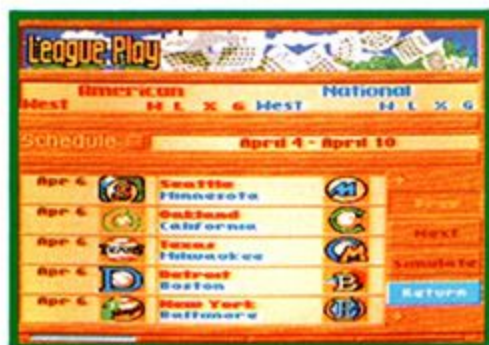 League Play
American National
West W L % G West W L % G
Schedule April 4 - April 10
Apr 6 Seattle
Minnesota
Apr 6 Oakland
California
Next
Apr 6 Texas
Milwaukee
Simulate
Apr 6 Detroit
Boston
Return
Apr 6 New York
Baltimore